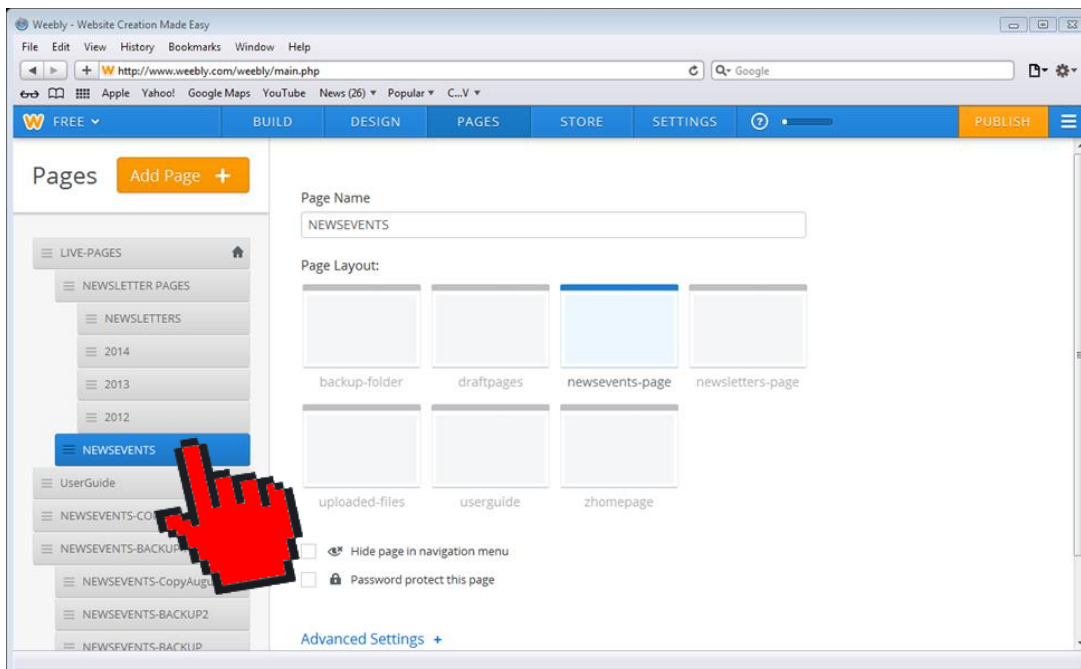 Weebly - Website Creation Made Easy
File Edit View History Bookmarks Window Help
http://www.weebly.com/weebly/main.php
Google
Apple Yahoo! Google Maps YouTube News (26) Popular C...V
FREE BUILD DESIGN PAGES STORE SETTINGS ? PUBLISH
Pages
Add Page +
LIVE-PAGES
NEWSLETTER PAGES
NEWSLETTERS
2014
2013
2012
NEWSEVENTS
UserGuide
NEWSEVENTS-BACKUP
NEWSEVENTS-BACKUP2
NEWSEVENTS-BACKUP
Page Name
NEWSEVENTS
Page Layout:
backup-folder draftpages newsevents-page newsletters-page
uploaded-files userguide zhomepage
Hide page in navigation menu
Password protect this page
Advanced Settings +